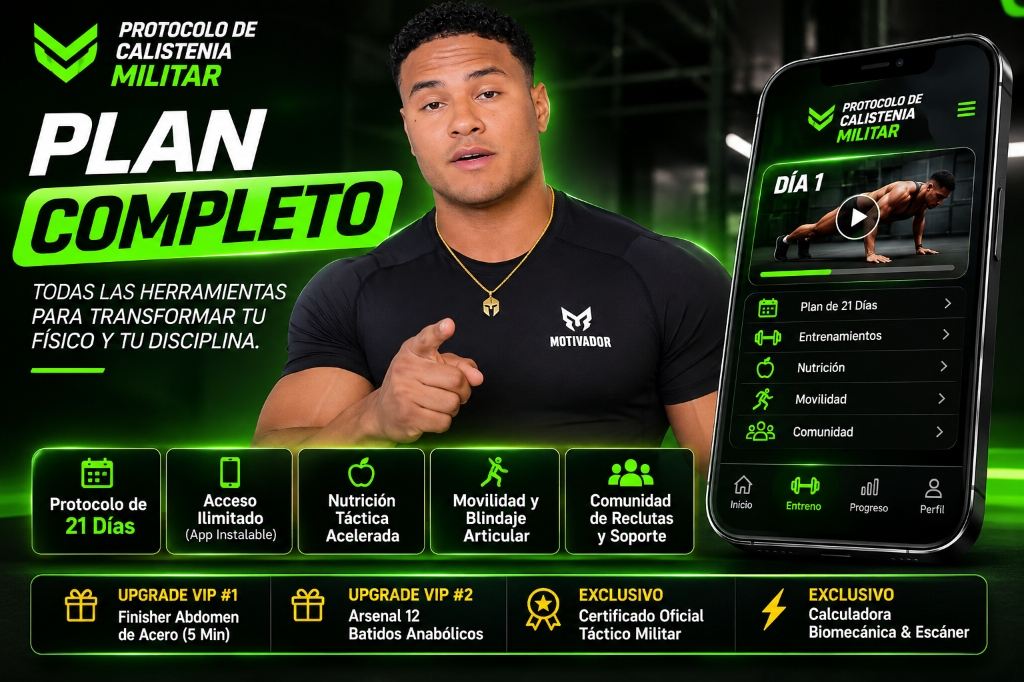 PROTOCOLO DE
CALISTENIA
MILITAR
PLAN
COMPLETO
TODAS LAS HERRAMIENTAS
PARA TRANSFORMAR TU
FÍSICO Y TU DISCIPLINA.
MOTIVADOR
PROTOCOLO DE
CALISTENIA
MILITAR
DÍA 1
Plan de 21 Días
Entrenamientos
Nutrición
Movilidad
Comunidad
Inicio
Entreno
Progreso
Perfil
Protocolo de
21 Días
Acceso
Ilimitado
(App Instalable)
Nutrición
Táctica
Acelerada
Movilidad y
Blindaje
Articular
Comunidad
de Reclutas
y Soporte
UPGRADE VIP #1
Finisher Abdomen
de Acero (5 Min)
UPGRADE VIP #2
Arsenal 12
Batidos Anabólicos
EXCLUSIVO
Certificado Oficial
Táctico Militar
EXCLUSIVO
Calculadora
Biomecánica & Escáner